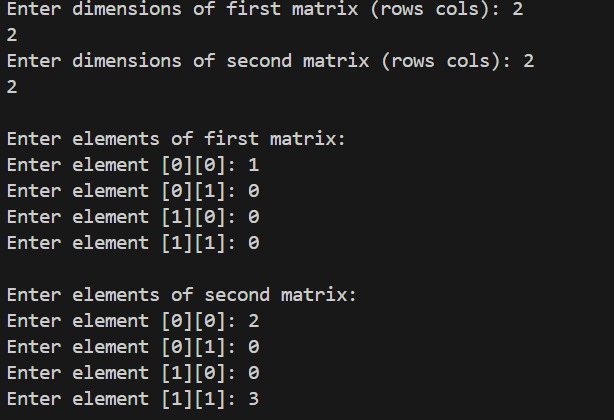 Enter dimensions of first matrix (rows cols): 2
2
Enter dimensions of second matrix (rows cols): 2
2
Enter elements of first matrix:
Enter element [0][0]: 1
Enter element [0][1]: 0
Enter element [1][0]: 0
Enter element [1][1]: 0
Enter elements of second matrix:
Enter element [0][0]: 2
Enter element [0][1]: 0
Enter element [1][0]: 0
Enter element [1][1]: 3